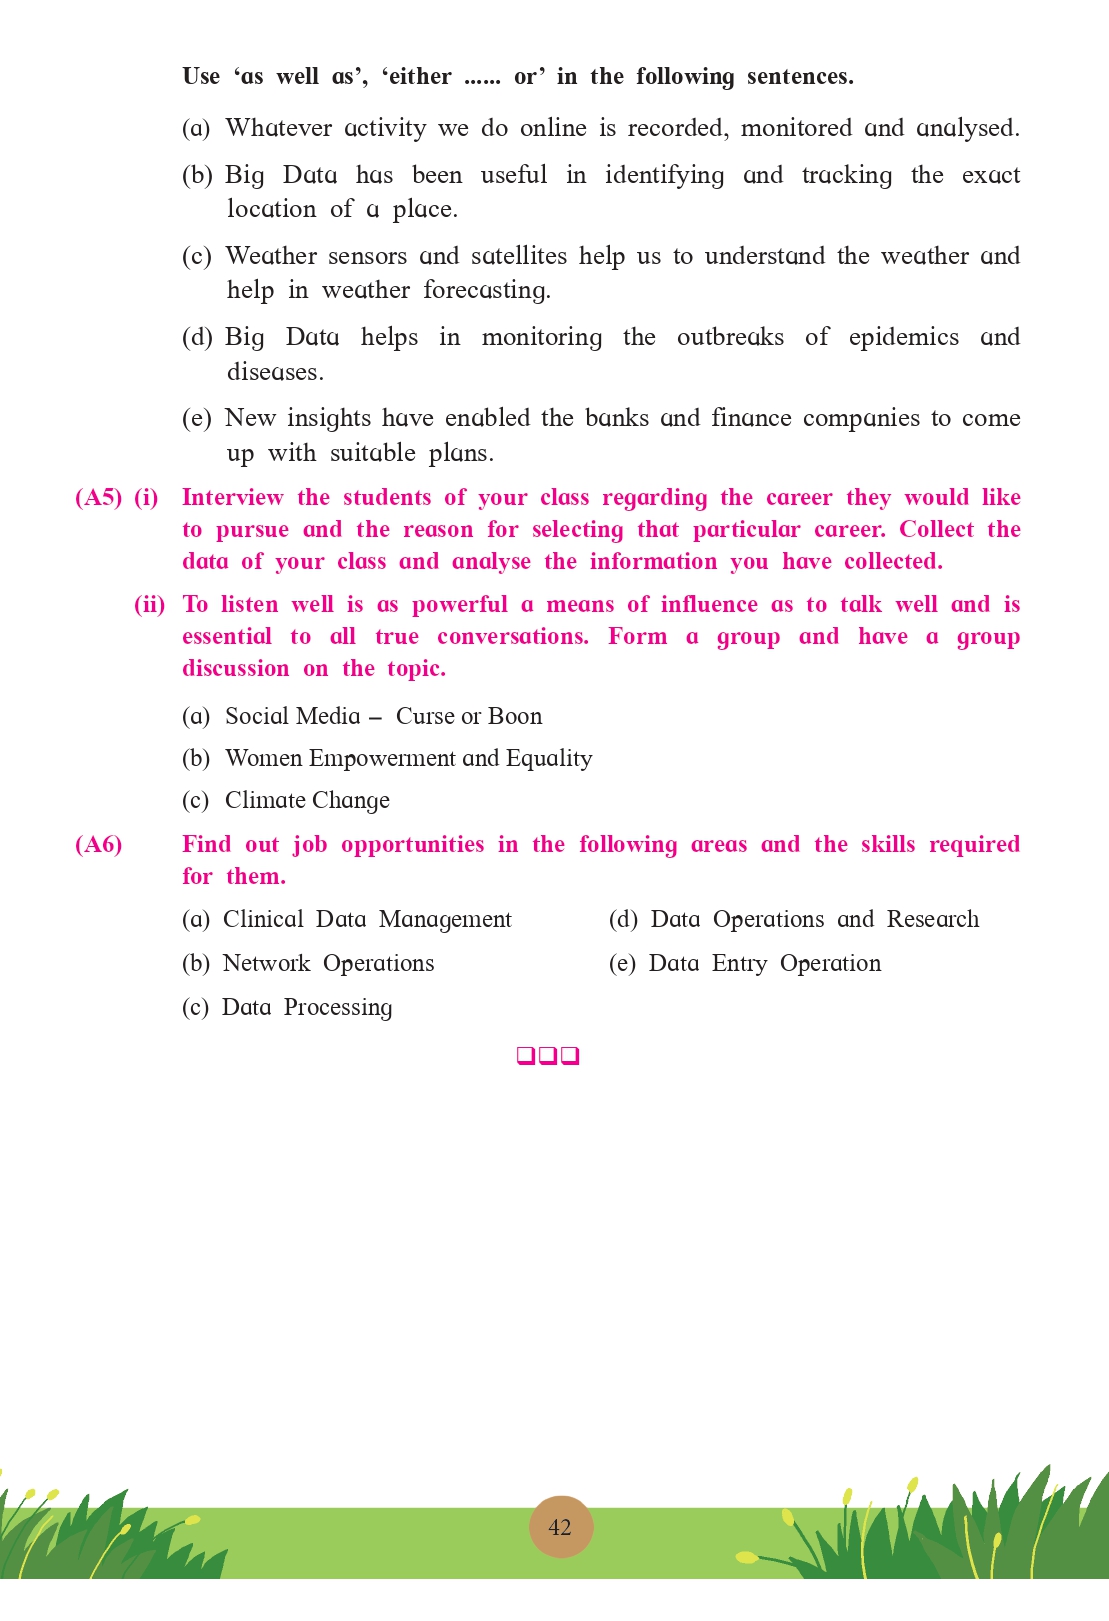 Use ‘as well as’, ‘either ...... or’ in the following sentences.
(a) Whatever activity we do online is recorded, monitored and analysed.
(b) Big Data has been useful in identifying and tracking the exact
location of a place.
(c) Weather sensors and satellites help us to understand the weather and
help in weather forecasting.
(d) Big Data helps in monitoring the outbreaks of epidemics and
diseases.
(e) New insights have enabled the banks and finance companies to come
up with suitable plans.
(A5) (i) Interview the students of your class regarding the career they would like
to pursue and the reason for selecting that particular career. Collect the
data of your class and analyse the information you have collected.
(ii) To listen well is as powerful a means of influence as to talk well and is
essential to all true conversations. Form a group and have a group
discussion on the topic.
(a) Social Media – Curse or Boon
(b) Women Empowerment and Equality
(c) Climate Change
(A6) Find out job opportunities in the following areas and the skills required
for them.
(a) Clinical Data Management (d) Data Operations and Research
(b) Network Operations (e) Data Entry Operation
(c) Data Processing
❑❑❑
42